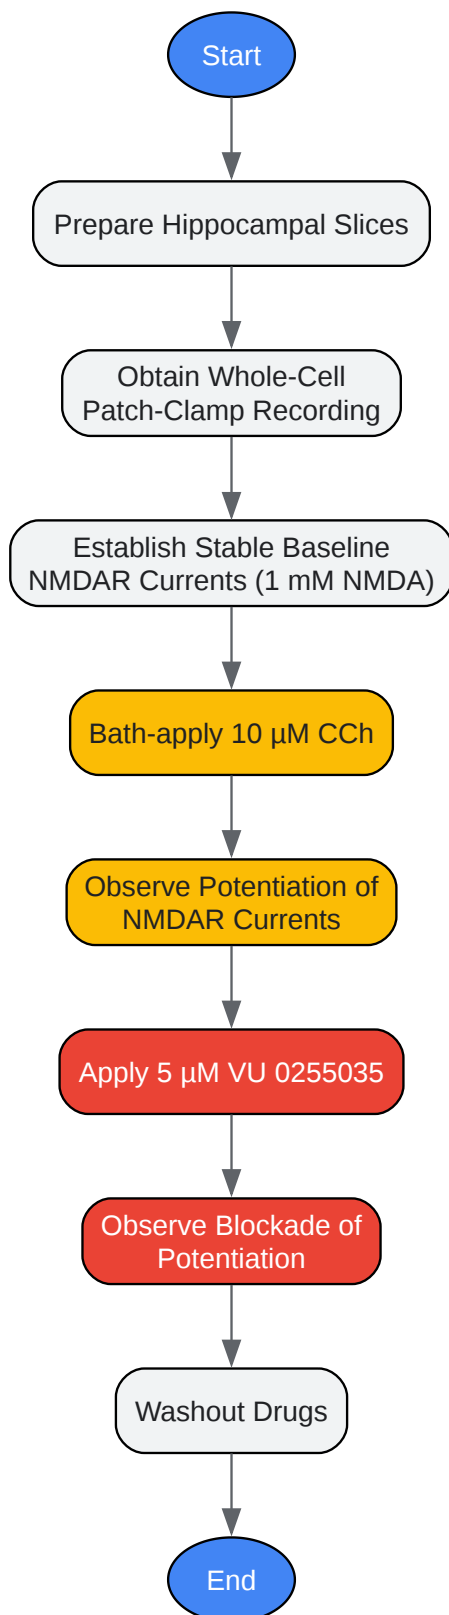 Start
Prepare Hippocampal Slices
Obtain Whole-Cell
Patch-Clamp Recording
Establish Stable Baseline
NMDAR Currents (1 mM NMDA)
Bath-apply 10 µM CCh
Observe Potentiation of
NMDAR Currents
Apply 5 µM VU 0255035
Observe Blockade of
Potentiation
Washout Drugs
End